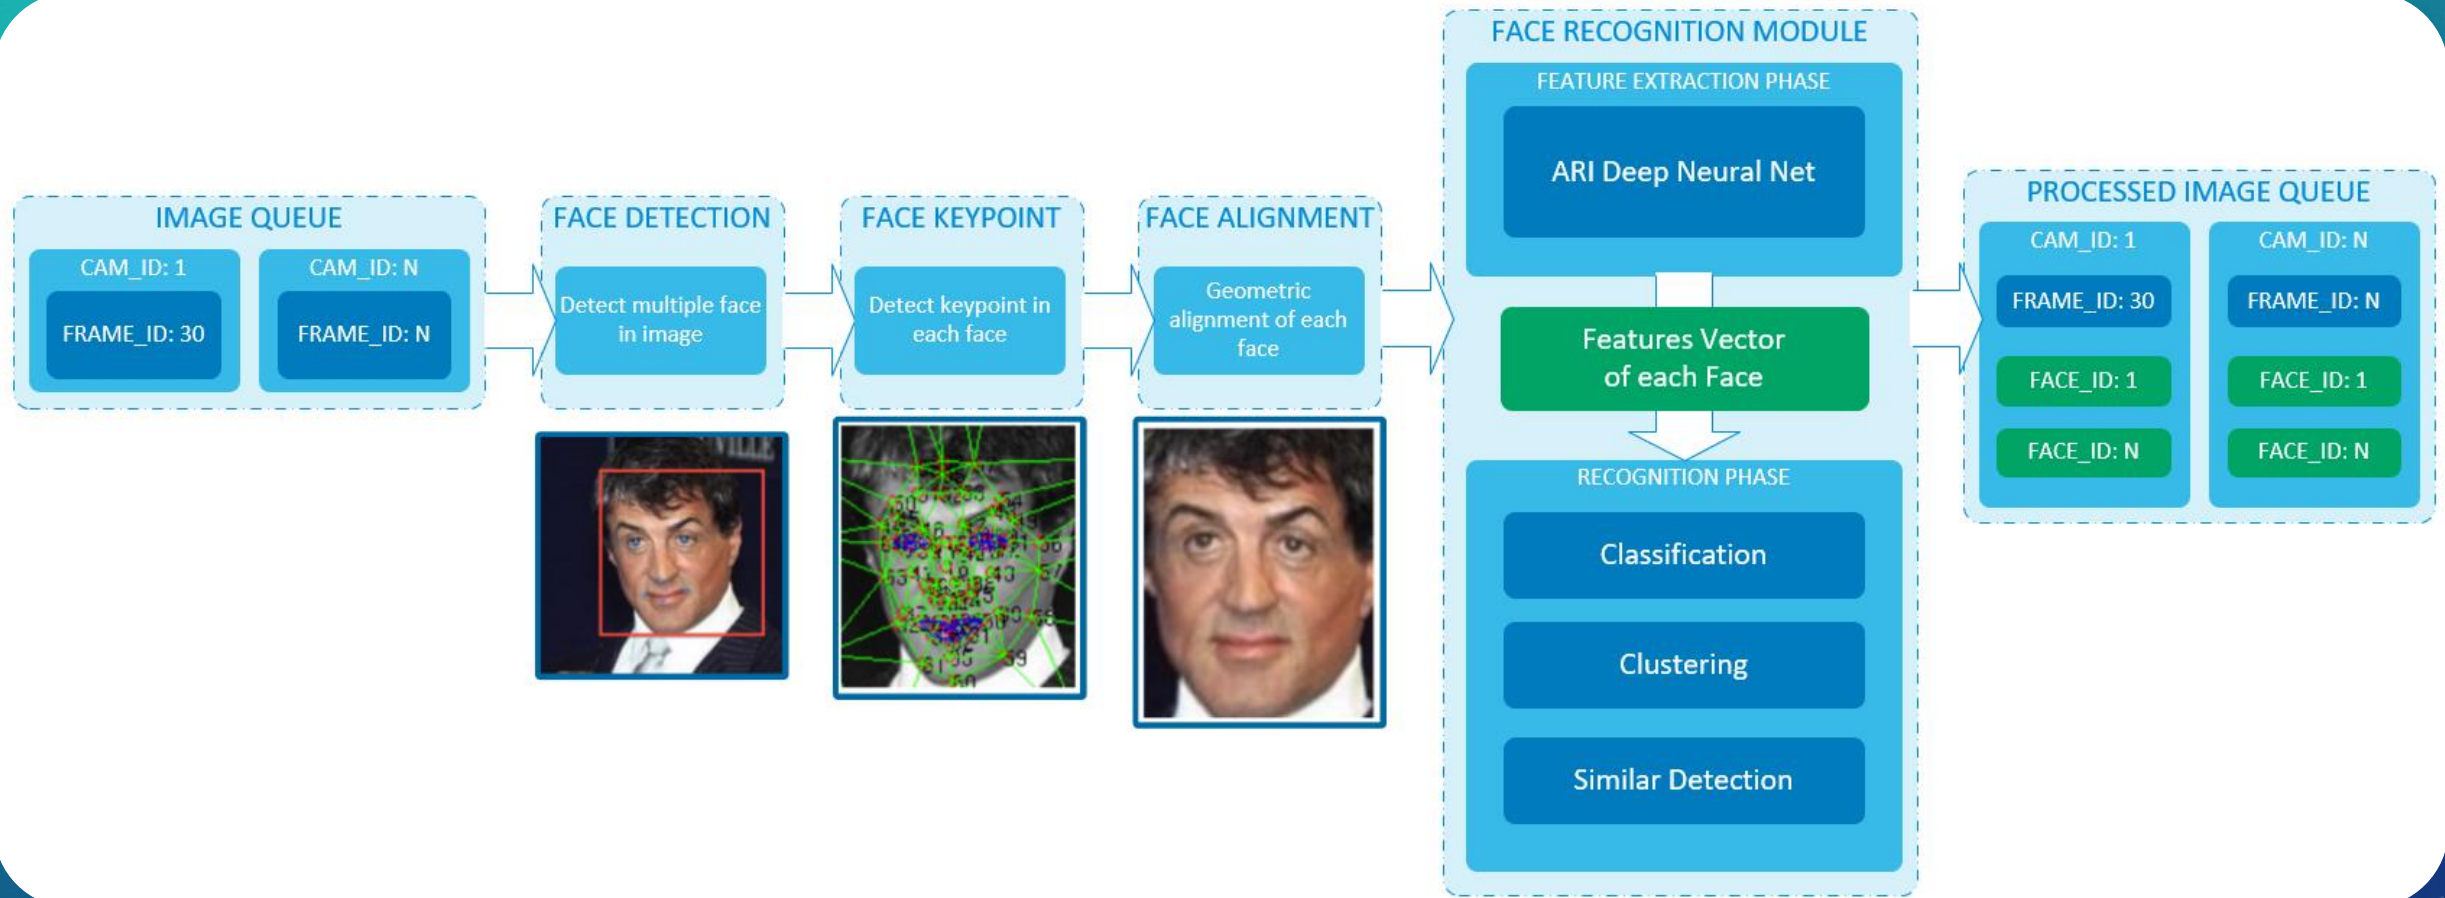 IMAGE QUEUE
CAM_ID: 1
FRAME_ID: 30
CAM_ID: N
FRAME_ID: N
FACE DETECTION
Detect multiple face
in image
FACE KEYPOINT
Detect keypoint in
each face
FACE ALIGNMENT
Geometric
alignment of each
face
FACE RECOGNITION MODULE
FEATURE EXTRACTION PHASE
ARI Deep Neural Net
Features Vector
of each Face
RECOGNITION PHASE
Classification
Clustering
Similar Detection
PROCESSED IMAGE QUEUE
CAM_ID: 1
FRAME_ID: 30
FACE_ID: 1
FACE_ID: N
CAM_ID: N
FRAME_ID: N
FACE_ID: 1
FACE_ID: N